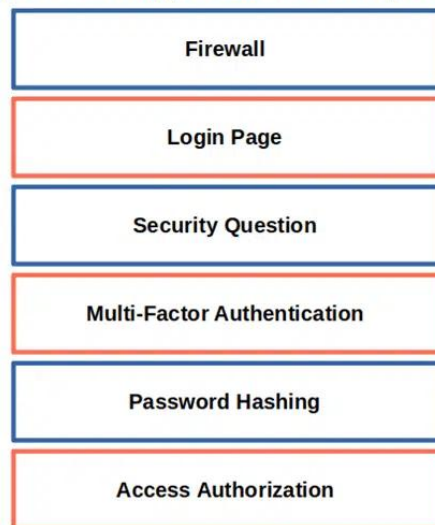 Firewall
Login Page
Security Question
Multi-Factor Authentication
Password Hashing
Access Authorization